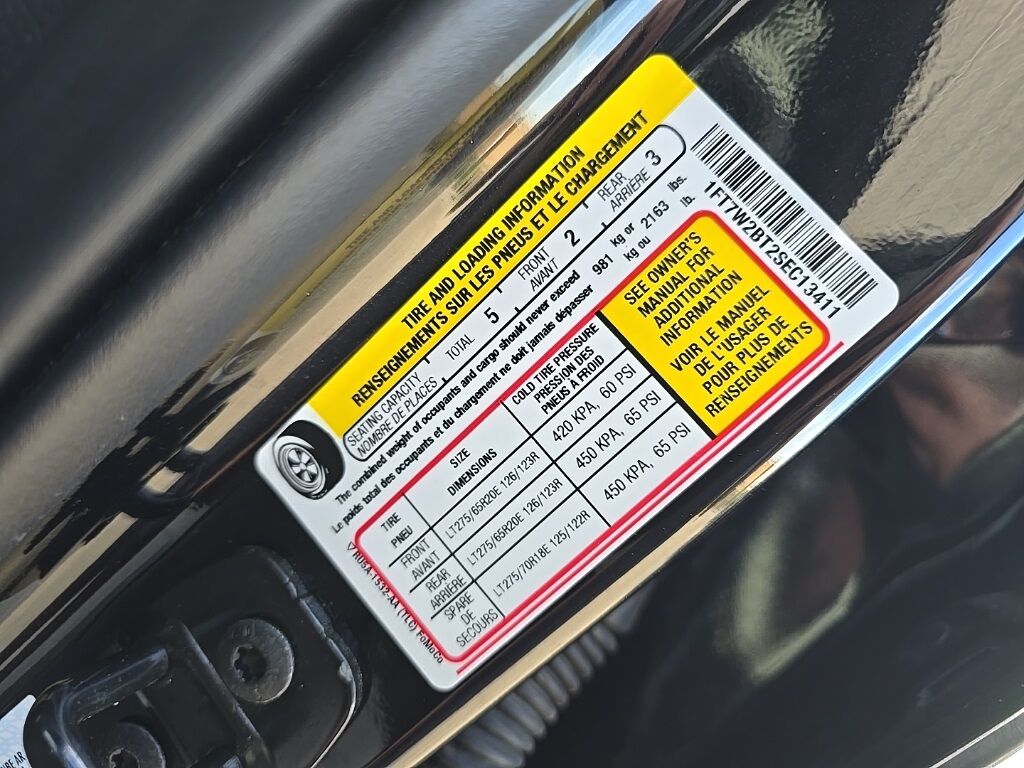 TIRE AND LOADING INFORMATION
RENSEIGNEMENTS SUR LES PNEUS ET LE CHARGEMENT
SEATING CAPACITY
NOMBRE DE PLACES
TOTAL 5
FRONT
AVANT 2
REAR
ARRIÈRE 3
The combined weight of occupants and cargo should never exceed 981 kg or 2163 lbs.
Le poids total des occupants et du chargement ne doit jamais dépasser 981 kg ou 2163 lb.
TIRE
PNEU
SIZE
DIMENSIONS
COLD TIRE PRESSURE
PRESSION DES
PNEUS À FROID
FRONT
AVANT
LT275/65R20E 126/123R
420 KPA, 60 PSI
REAR
ARRIÈRE
LT275/65R20E 126/123R
450 KPA, 65 PSI
SPARE
DE
SECOURS
LT275/70R18E 125/122R
450 KPA, 65 PSI
SEE OWNER'S
MANUAL FOR
ADDITIONAL
INFORMATION
VOIR LE MANUEL
DE L'USAGER
POUR PLUS DE
RENSEIGNEMENTS
1FT7W2BT2SEC13411
FoMoCo